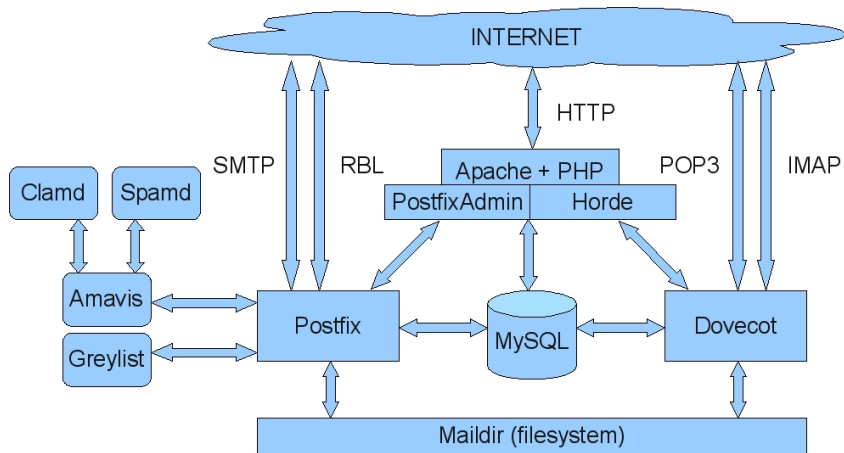 INTERNET
HTTP
SMTP
RBL
POP3
IMAP
Apache + PHP
PostfixAdmin
Horde
Clamd
Spamd
Amavis
Greylist
Postfix
MySQL
Dovecot
Maildir (filesystem)